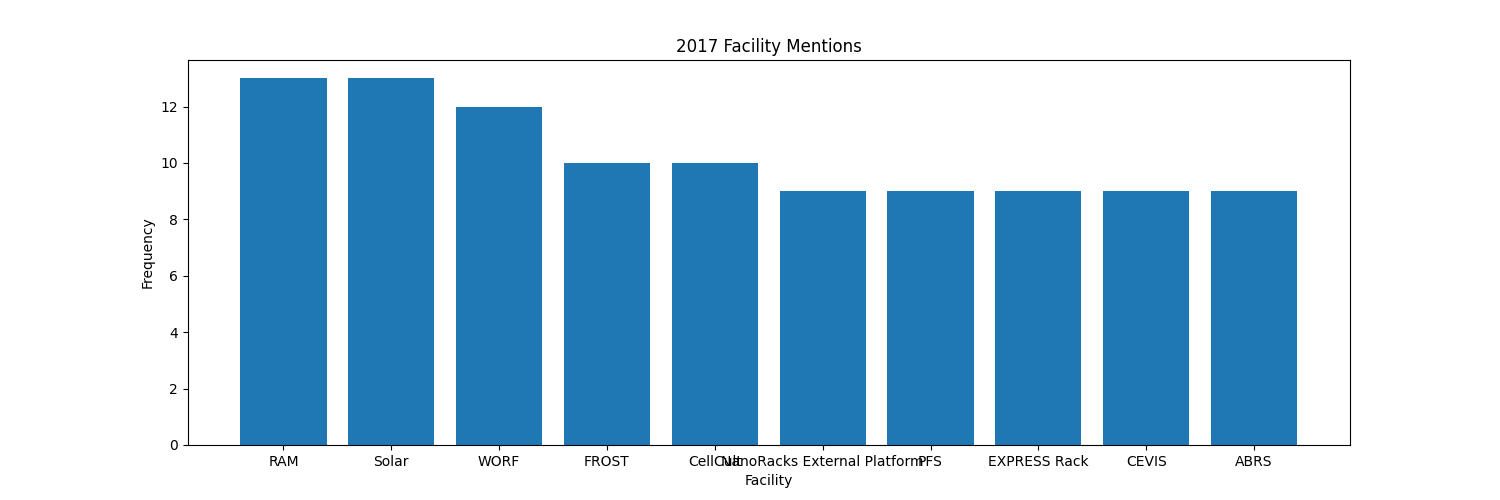 2017 Facility Mentions
Frequency
12
10
8
6
4
2
0
RAM Solar WORF FROST CellCult NanoRacks External Platform PFS EXPRESS Rack CEVIS ABRS
Facility